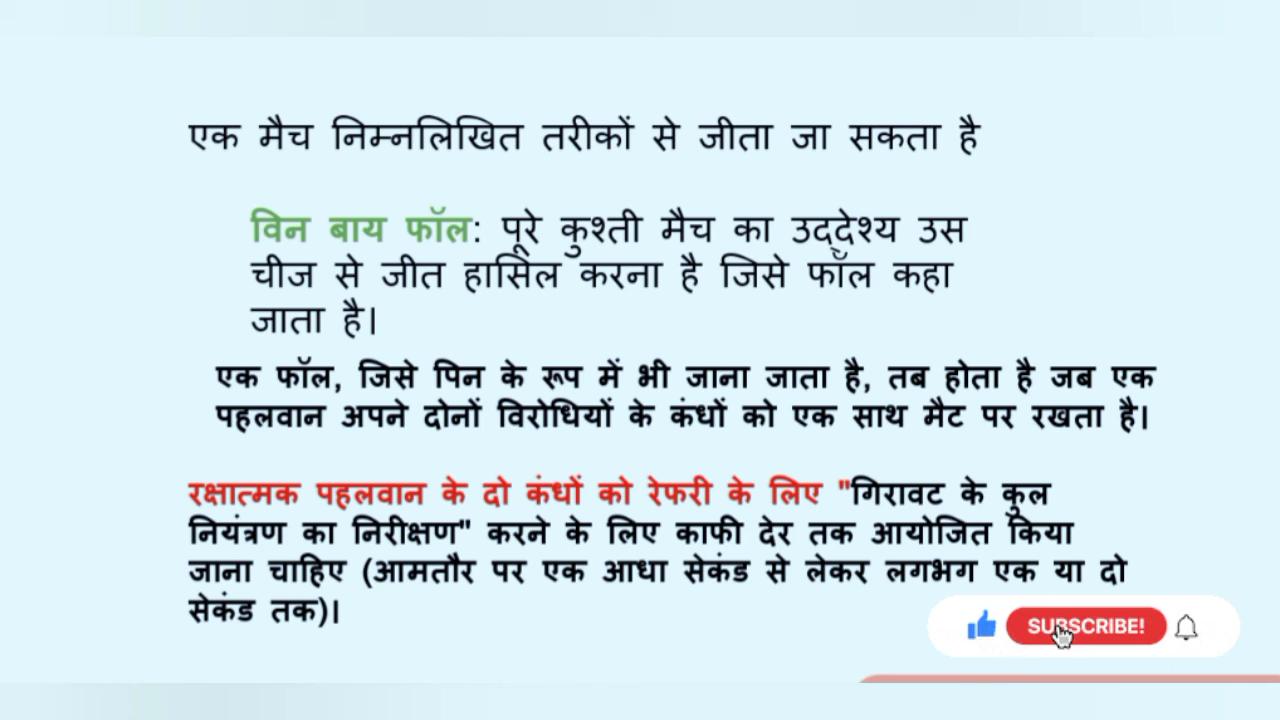 एक मैच निम्नलिखित तरीकों से जीता जा सकता है
विन बाय फॉल: पूरे कुश्ती मैच का उद्देश्य उस
चीज से जीत हासिल करना है जिसे फॉल कहा
जाता है।
एक फॉल, जिसे पिन के रूप में भी जाना जाता है, तब होता है जब एक
पहलवान अपने दोनों विरोधियों के कंधों को एक साथ मैट पर रखता है।
रक्षात्मक पहलवान के दो कंधों को रेफरी के लिए "गिरावट के कुल
नियंत्रण का निरीक्षण" करने के लिए काफी देर तक आयोजित किया
जाना चाहिए (आमतौर पर एक आधा सेकंड से लेकर लगभग एक या दो
सेकंड तक)।
SUBSCRIBE!